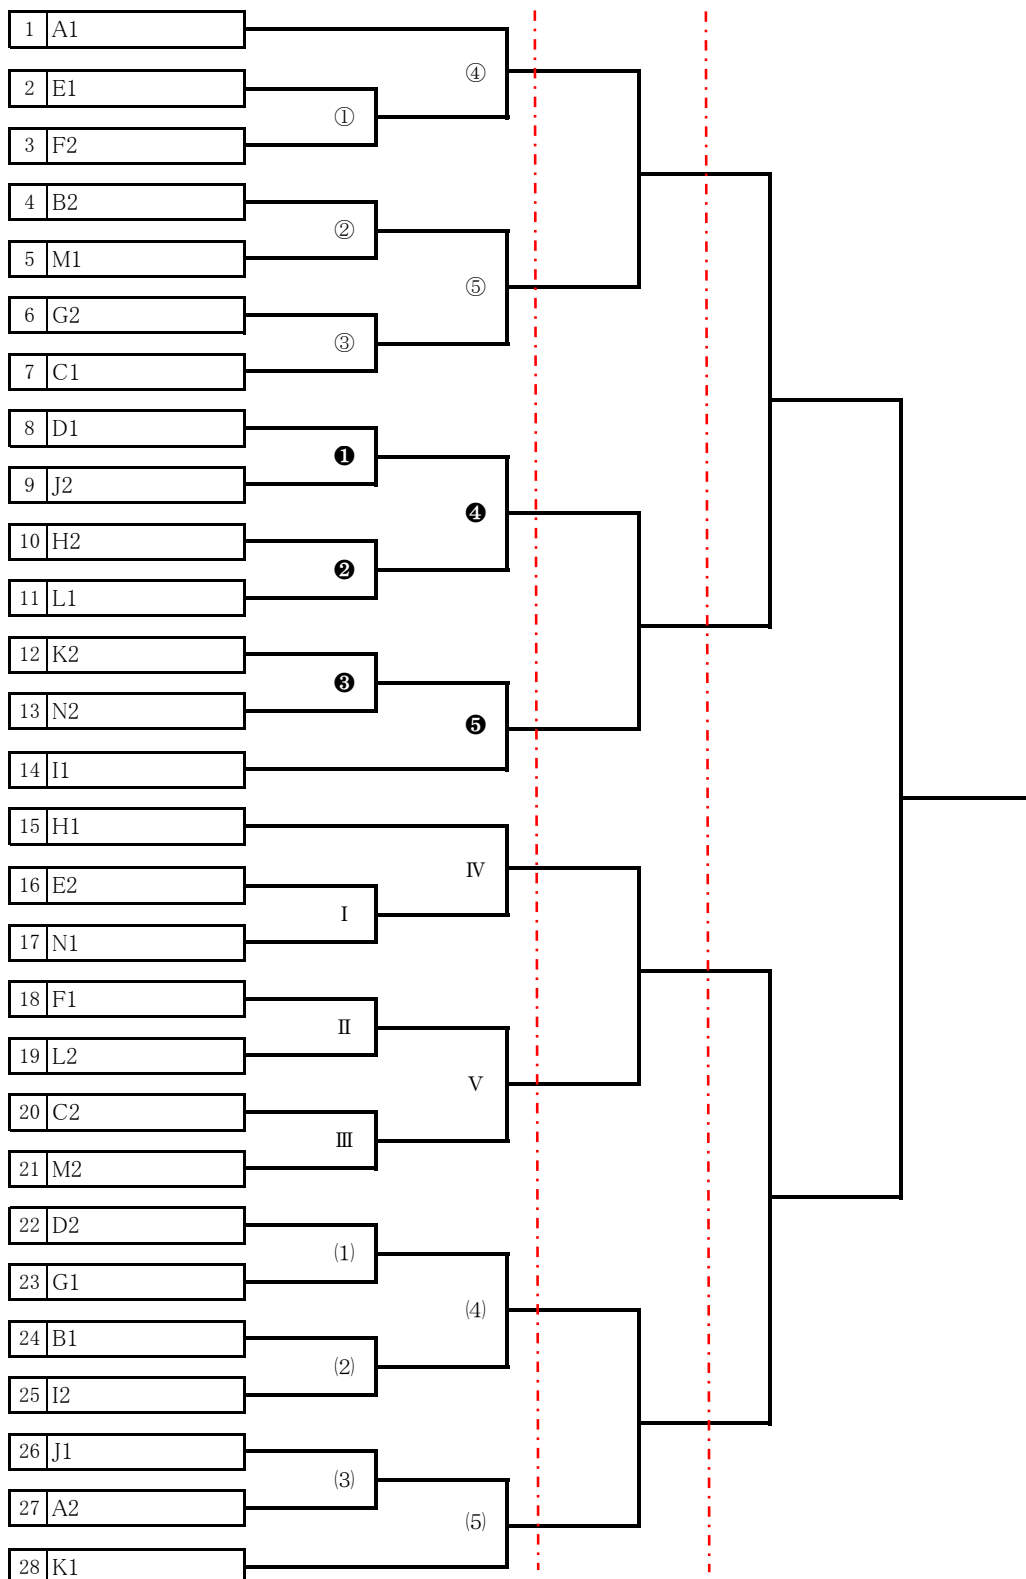 1 A1
④
2 E1
①
3 F2
4 B2
②
5 M1
⑤
6 G2
③
7 C1
8 D1
❶
9 J2
❹
10 H2
❷
11 L1
12 K2
❸
13 N2
❺
14 I1
15 H1
Ⅳ
16 E2
Ⅰ
17 N1
18 F1
Ⅱ
19 L2
Ⅴ
20 C2
Ⅲ
21 M2
22 D2
⑴
23 G1
⑷
24 B1
⑵
25 I2
26 J1
⑶
27 A2
⑸
28 K1